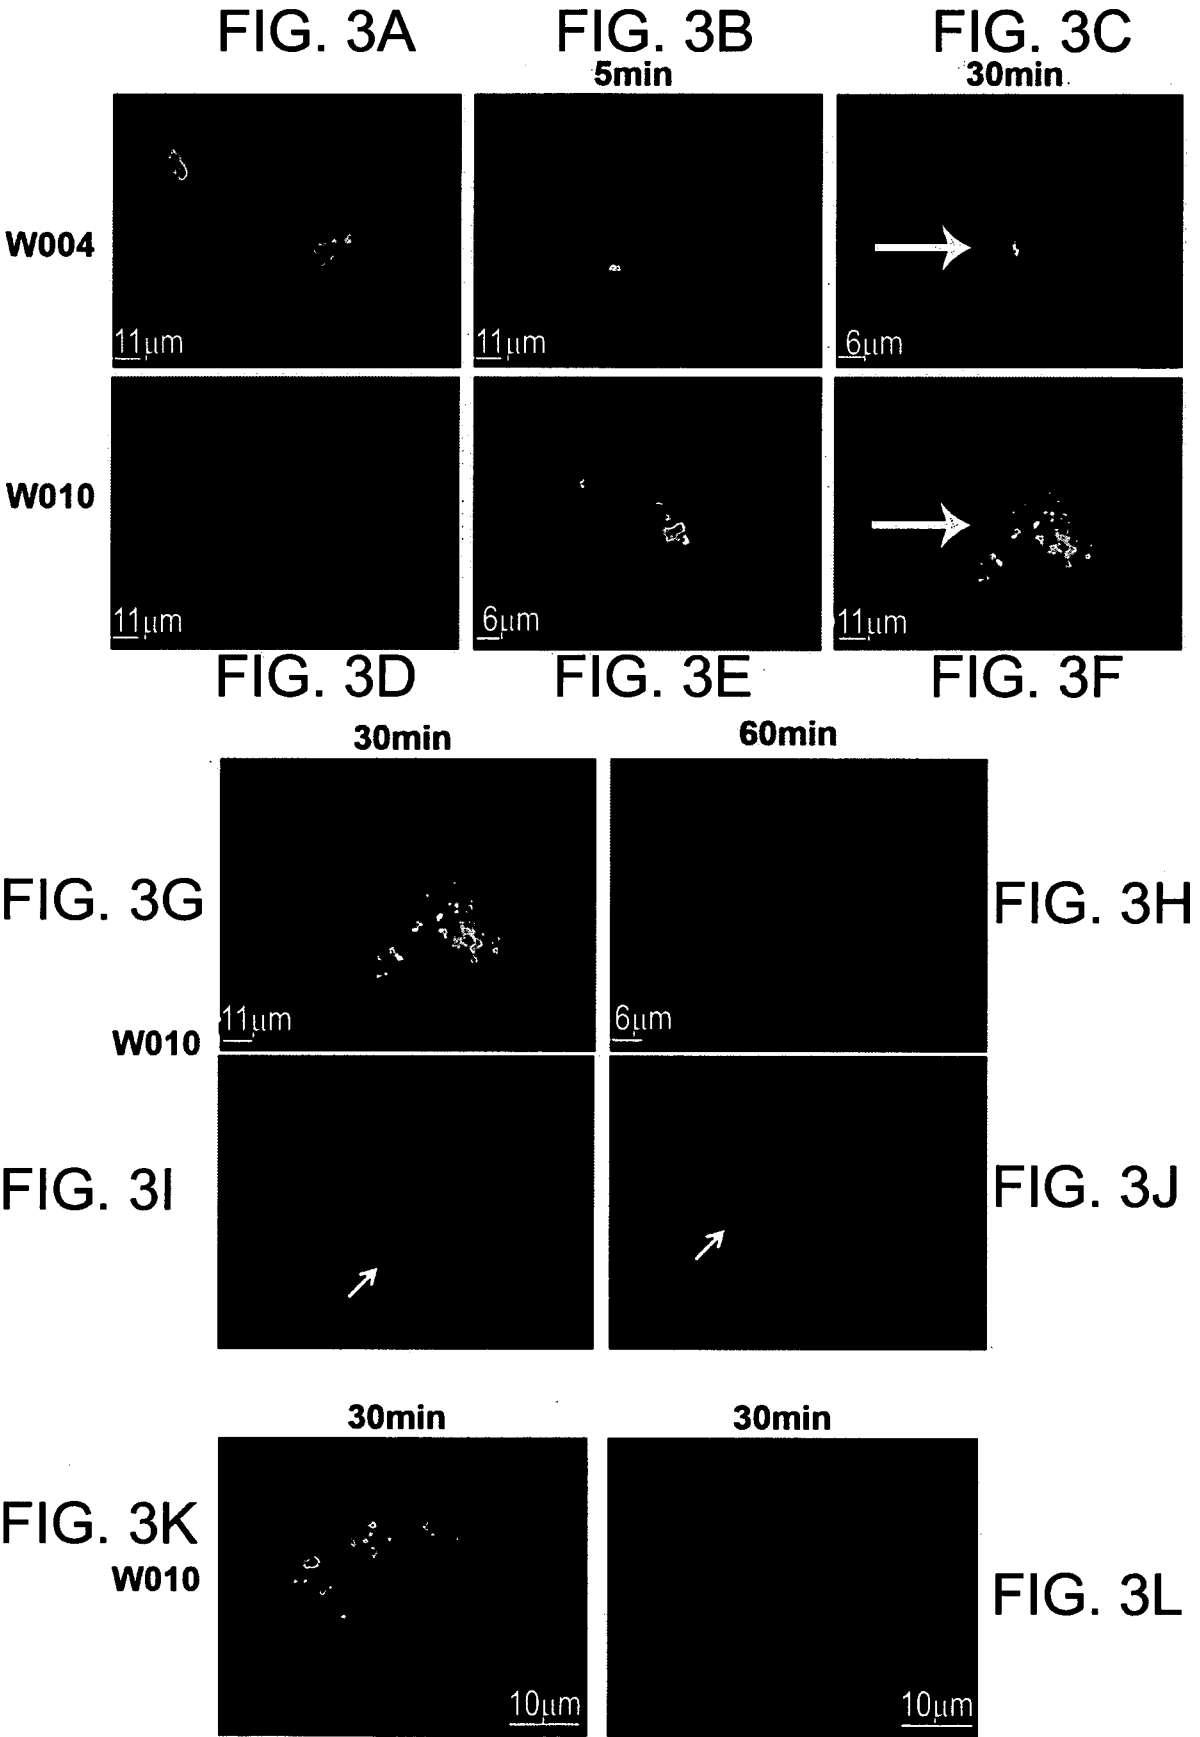 FIG. 3A FIG. 3B FIG. 3C
5min 30min
W004
11μm 11μm 6μm
W010
11μm 6μm 11μm
FIG. 3D FIG. 3E FIG. 3F
30min 60min
FIG. 3G FIG. 3H
11μm 6μm
W010
FIG. 3I FIG. 3J
30min 30min
FIG. 3K
W010
FIG. 3L
10μm 10μm